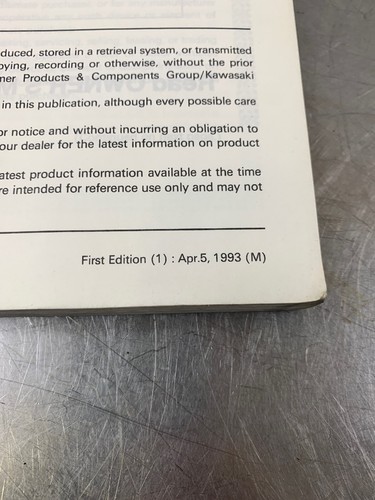 duced, stored in a retrieval system, or transmitted
pying, recording or otherwise, without the prior
mer Products & Components Group/Kawasaki
in this publication, although every possible care
or notice and without incurring an obligation to
our dealer for the latest information on product
atest product information available at the time
re intended for reference use only and may not
First Edition (1) : Apr.5, 1993 (M)